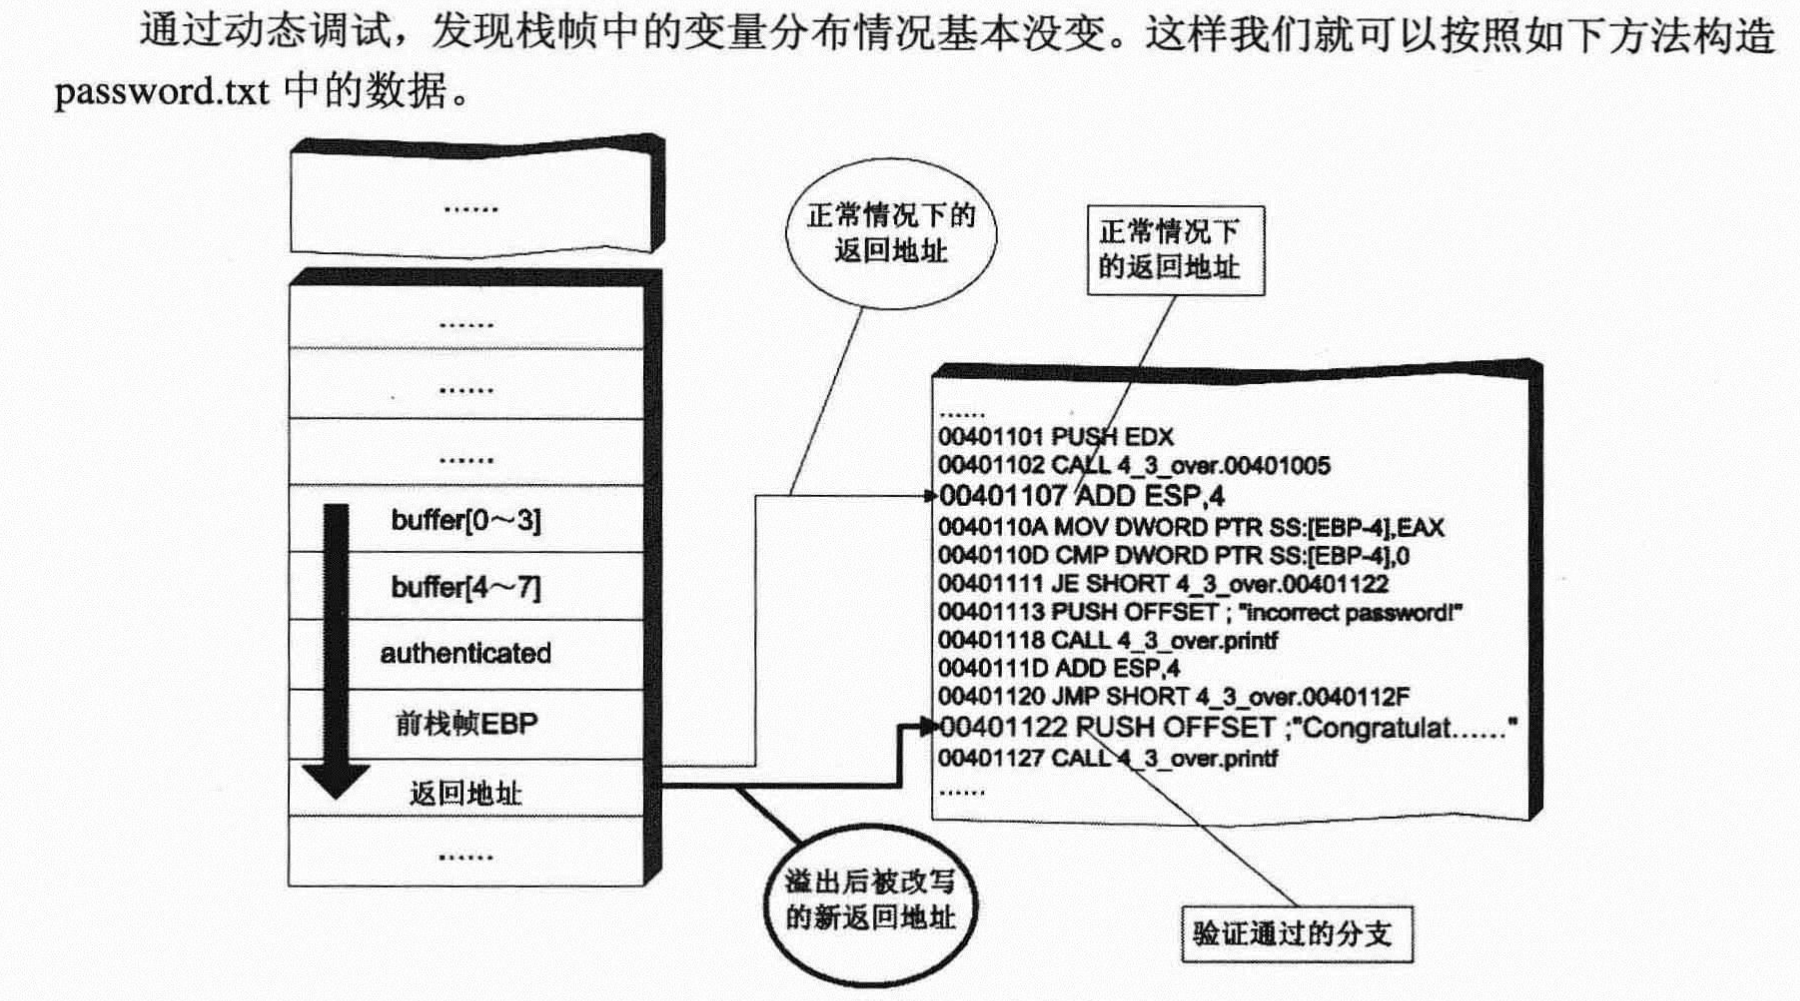 通过动态调试，发现栈帧中的变量分布情况基本没变。这样我们就可以按照如下方法构造
password.txt 中的数据。
……
……
……
……
buffer[0～3]
buffer[4～7]
authenticated
前栈帧EBP
返回地址
……
正常情况下的
返回地址
正常情况下
的返回地址
……
00401101 PUSH EDX
00401102 CALL 4_3_over.00401005
00401107 ADD ESP,4
0040110A MOV DWORD PTR SS:[EBP-4],EAX
0040110D CMP DWORD PTR SS:[EBP-4],0
00401111 JE SHORT 4_3_over.00401122
00401113 PUSH OFFSET ; "incorrect password!"
00401118 CALL 4_3_over.printf
0040111D ADD ESP,4
00401120 JMP SHORT 4_3_over.0040112F
00401122 PUSH OFFSET ;"Congratulat……"
00401127 CALL 4_3_over.printf
……
溢出后被改写
的新返回地址
验证通过的分支